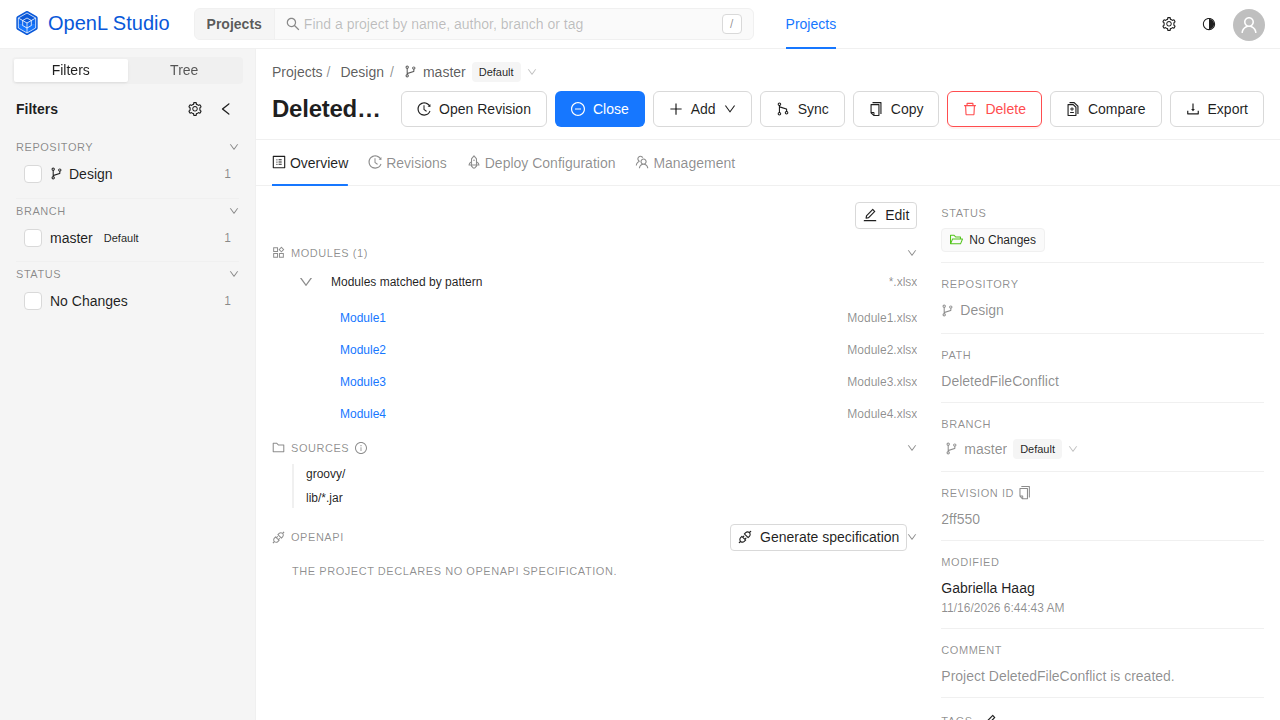 OpenL Studio
Projects
Find a project by name, author, branch or tag
/
Projects
Filters
Tree
Filters
REPOSITORY
Design
1
BRANCH
master
Default
1
STATUS
No Changes
1
Projects / Design / master Default
Deleted...
Open Revision
Close
Add
Sync
Copy
Delete
Compare
Export
Overview
Revisions
Deploy Configuration
Management
Edit
MODULES (1)
Modules matched by pattern
*.xlsx
Module1
Module1.xlsx
Module2
Module2.xlsx
Module3
Module3.xlsx
Module4
Module4.xlsx
SOURCES
groovy/
lib/*.jar
OPENAPI
Generate specification
THE PROJECT DECLARES NO OPENAPI SPECIFICATION.
STATUS
No Changes
REPOSITORY
Design
PATH
DeletedFileConflict
BRANCH
master Default
REVISION ID
2ff550
MODIFIED
Gabriella Haag
11/16/2026 6:44:43 AM
COMMENT
Project DeletedFileConflict is created.
TAGS